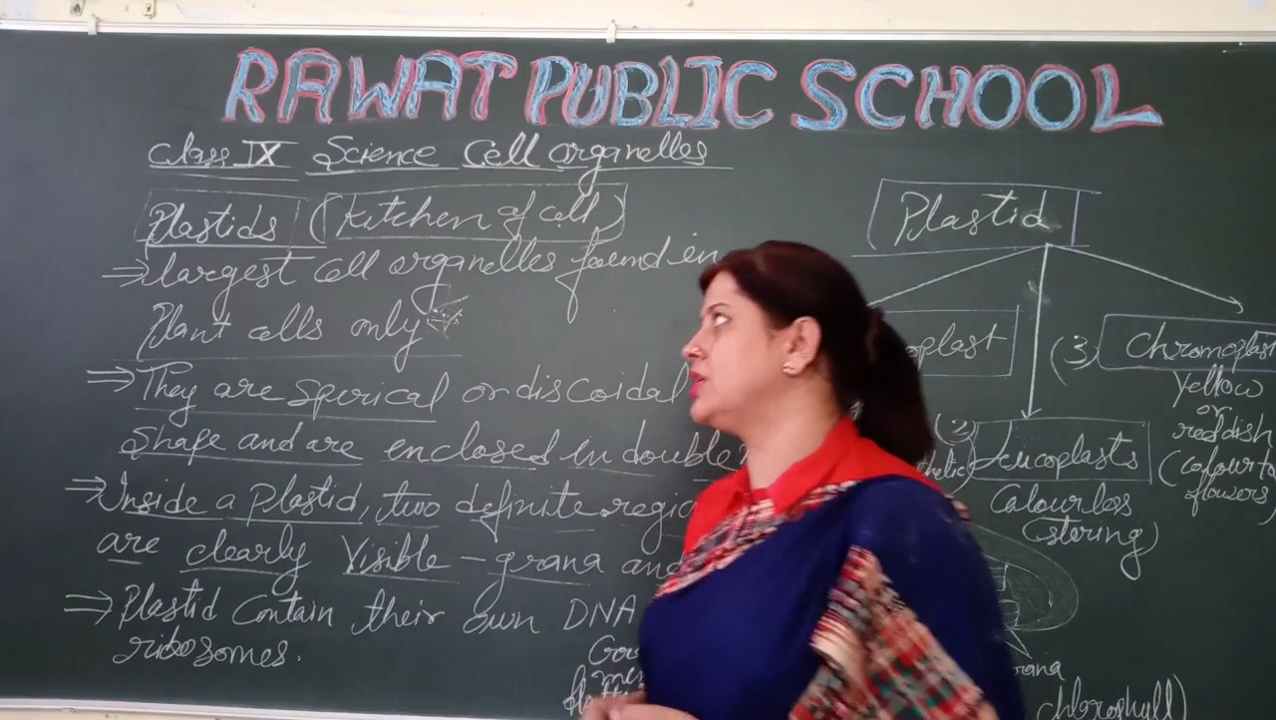 RAWAT PUBLIC SCHOOL
Class IX Science Cell organelles
Plastids (Kitchen of cell)
⇒ largest cell organelles found in
Plant cells only
⇒ They are sperical or discoidal
Shape and are enclosed in double
⇒ Inside a Plastid, two definite
are clearly Visible - grana and
⇒ Plastid Contain their own DNA
ribosomes.
Plastid
(3) Chromoplast
yellow
or
reddish
(colour to
flowers)
(2) Leucoplasts
Colourless
(storing)
chlorophyll)